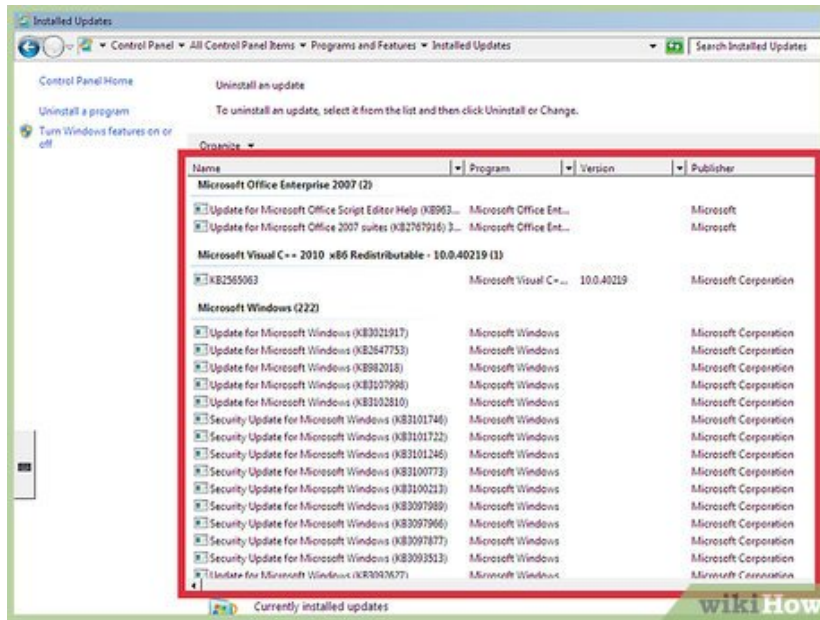 Installed Updates
Control Panel All Control Panel Items Programs and Features Installed Updates Search Installed Updates
Control Panel Home
Uninstall a program
Turn Windows features on or off
Uninstall an update
To uninstall an update, select it from the list and then click Uninstall or Change.
Organize
Name Program Version Publisher
Microsoft Office Enterprise 2007 (2)
Update for Microsoft Office Script Editor Help (KB963... Microsoft Office Ent... Microsoft
Update for Microsoft Office 2007 suites (KB2767916) 3... Microsoft Office Ent... Microsoft
Microsoft Visual C++ 2010 x86 Redistributable - 10.0.40219 (1)
KB2565063 Microsoft Visual C+... 10.0.40219 Microsoft Corporation
Microsoft Windows (222)
Update for Microsoft Windows (KB3021917) Microsoft Windows Microsoft Corporation
Update for Microsoft Windows (KB2647753) Microsoft Windows Microsoft Corporation
Update for Microsoft Windows (KB982018) Microsoft Windows Microsoft Corporation
Update for Microsoft Windows (KB3107998) Microsoft Windows Microsoft Corporation
Update for Microsoft Windows (KB3102810) Microsoft Windows Microsoft Corporation
Security Update for Microsoft Windows (KB3101746) Microsoft Windows Microsoft Corporation
Security Update for Microsoft Windows (KB3101722) Microsoft Windows Microsoft Corporation
Security Update for Microsoft Windows (KB3101246) Microsoft Windows Microsoft Corporation
Security Update for Microsoft Windows (KB3100773) Microsoft Windows Microsoft Corporation
Security Update for Microsoft Windows (KB3100213) Microsoft Windows Microsoft Corporation
Security Update for Microsoft Windows (KB3097989) Microsoft Windows Microsoft Corporation
Security Update for Microsoft Windows (KB3097966) Microsoft Windows Microsoft Corporation
Security Update for Microsoft Windows (KB3097877) Microsoft Windows Microsoft Corporation
Security Update for Microsoft Windows (KB3093513) Microsoft Windows Microsoft Corporation
Update for Microsoft Windows (KB3092627) Microsoft Windows Microsoft Corporation
Currently installed updates
wikiHow